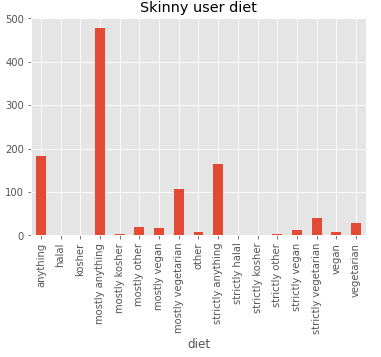 Skinny user diet
500
400
300
200
100
0
anything
halal
kosher
mostly anything
mostly kosher
mostly other
mostly vegan
mostly vegetarian
other
strictly anything
strictly halal
strictly kosher
strictly other
strictly vegan
strictly vegetarian
vegan
vegetarian
diet